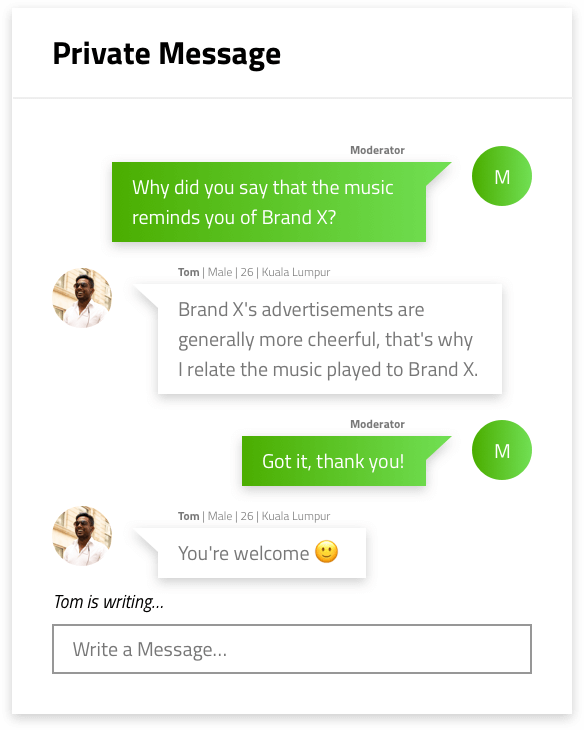 Private Message
Moderator
M
Why did you say that the music
reminds you of Brand X?
Tom | Male | 26 | Kuala Lumpur
Brand X's advertisements are
generally more cheerful, that's why
I relate the music played to Brand X.
Moderator
M
Got it, thank you!
Tom | Male | 26 | Kuala Lumpur
You're welcome 🙂
Tom is writing...
Write a Message...